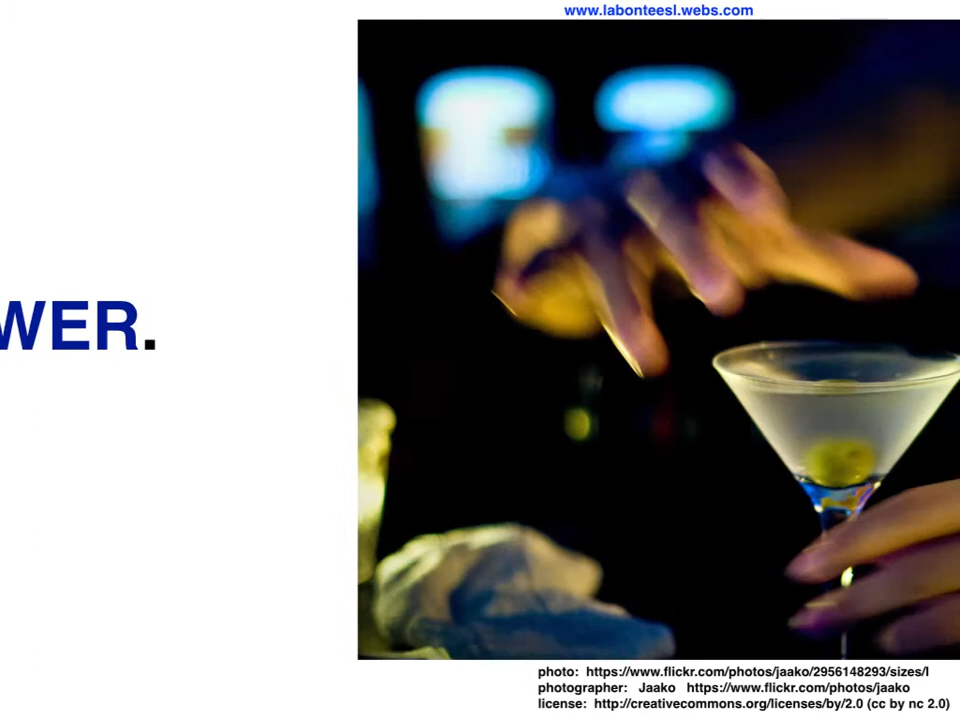 www.labonteesl.webs.com
WER.
photo: https://www.flickr.com/photos/jaako/2956148293/sizes/l
photographer: Jaako https://www.flickr.com/photos/jaako
license: http://creativecommons.org/licenses/by/2.0 (cc by nc 2.0)